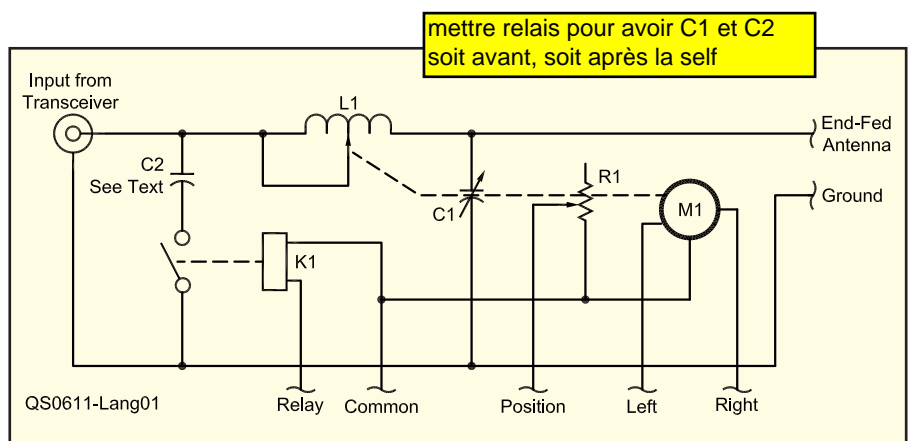 mettre relais pour avoir C1 et C2
soit avant, soit après la self
Input from
Transceiver
L1
End-Fed
Antenna
C2
See Text
R1
C1
M1
Ground
K1
QS0611-Lang01
Relay
Common
Position
Left
Right